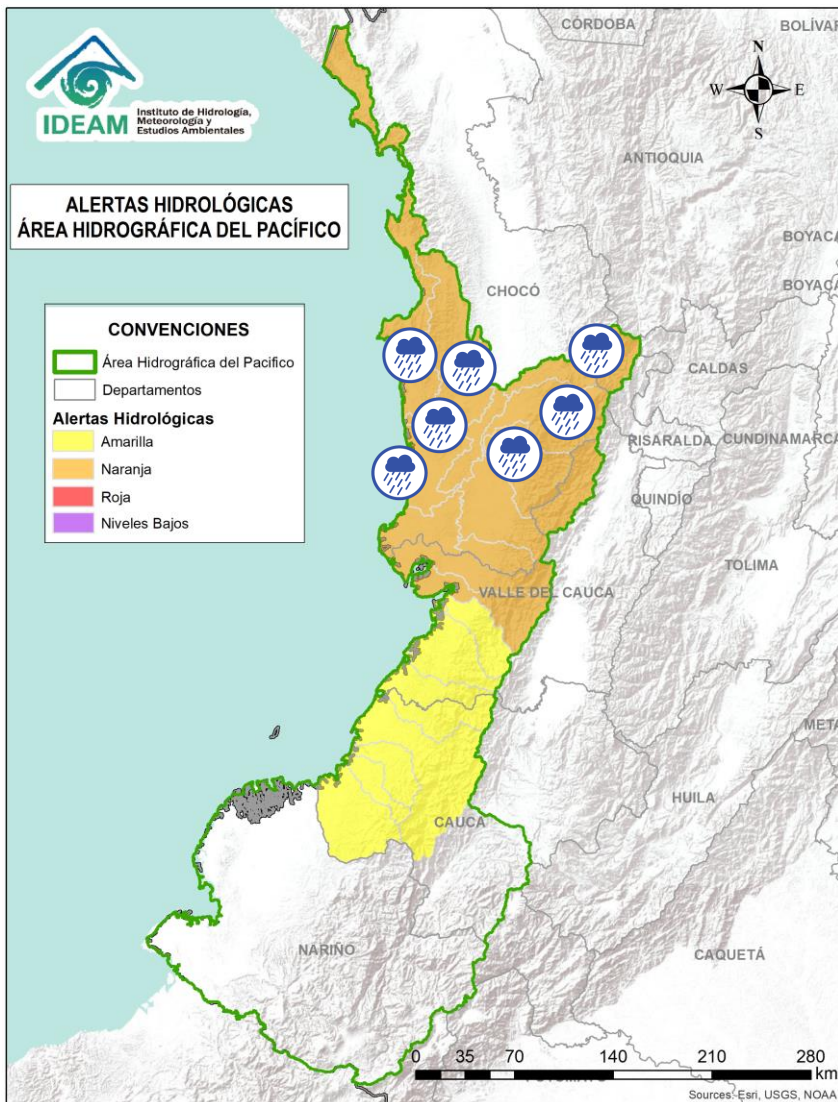 CÓRDOBA
BOLÍVAR
N
W E
S
IDEAM
Instituto de Hidrología,
Meteorología y
Estudios Ambientales
ANTIOQUIA
ALERTAS HIDROLÓGICAS
ÁREA HIDROGRÁFICA DEL PACÍFICO
BOYACÁ
BOYACÁ
CHOCÓ
CONVENCIONES
Área Hidrográfica del Pacifico
Departamentos
Alertas Hidrológicas
Amarilla
Naranja
Roja
Niveles Bajos
CALDAS
RISARALDA
CUNDINAMARCA
QUINDÍO
TOLIMA
VALLE DEL CAUCA
META
HUILA
CAUCA
NARIÑO
CAQUETÁ
0 35 70 140 210 280
km
Sources: Esri, USGS, NOAA